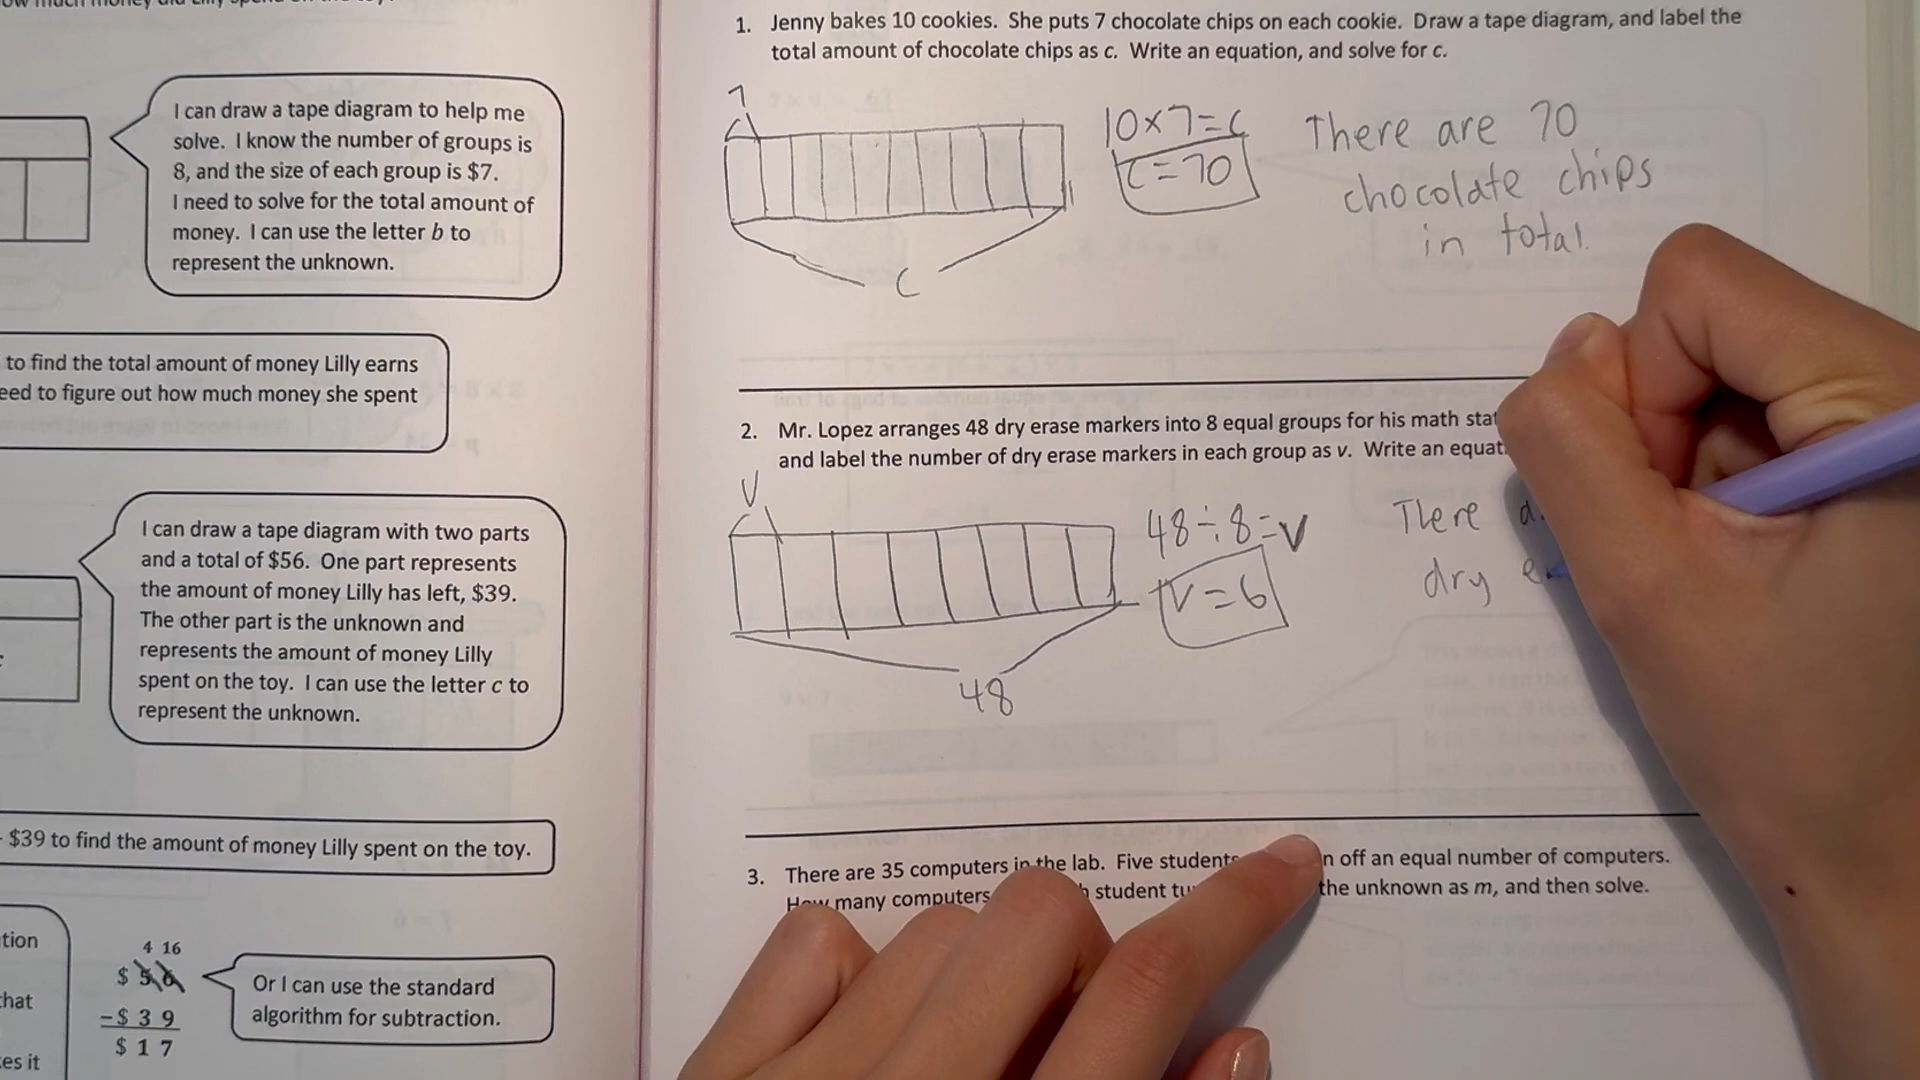 I can draw a tape diagram to help me
solve. I know the number of groups is
8, and the size of each group is $7.
I need to solve for the total amount of
money. I can use the letter b to
represent the unknown.
to find the total amount of money Lilly earns
eed to figure out how much money she spent
I can draw a tape diagram with two parts
and a total of $56. One part represents
the amount of money Lilly has left, $39.
The other part is the unknown and
represents the amount of money Lilly
spent on the toy. I can use the letter c to
represent the unknown.
$39 to find the amount of money Lilly spent on the toy.
4 16
$ 5 6
-$ 3 9
$ 1 7
Or I can use the standard
algorithm for subtraction.
1. Jenny bakes 10 cookies. She puts 7 chocolate chips on each cookie. Draw a tape diagram, and label the
total amount of chocolate chips as c. Write an equation, and solve for c.
7
10×7=c
c=70
There are 70
chocolate chips
in total.
C
2. Mr. Lopez arranges 48 dry erase markers into 8 equal groups for his math
and label the number of dry erase markers in each group as v. Write an
V
48÷8=v
v=6
There
dry
48
3. There are 35 computers in the lab. Five students n off an equal number of computers.
How many computers student the unknown as m, and then solve.